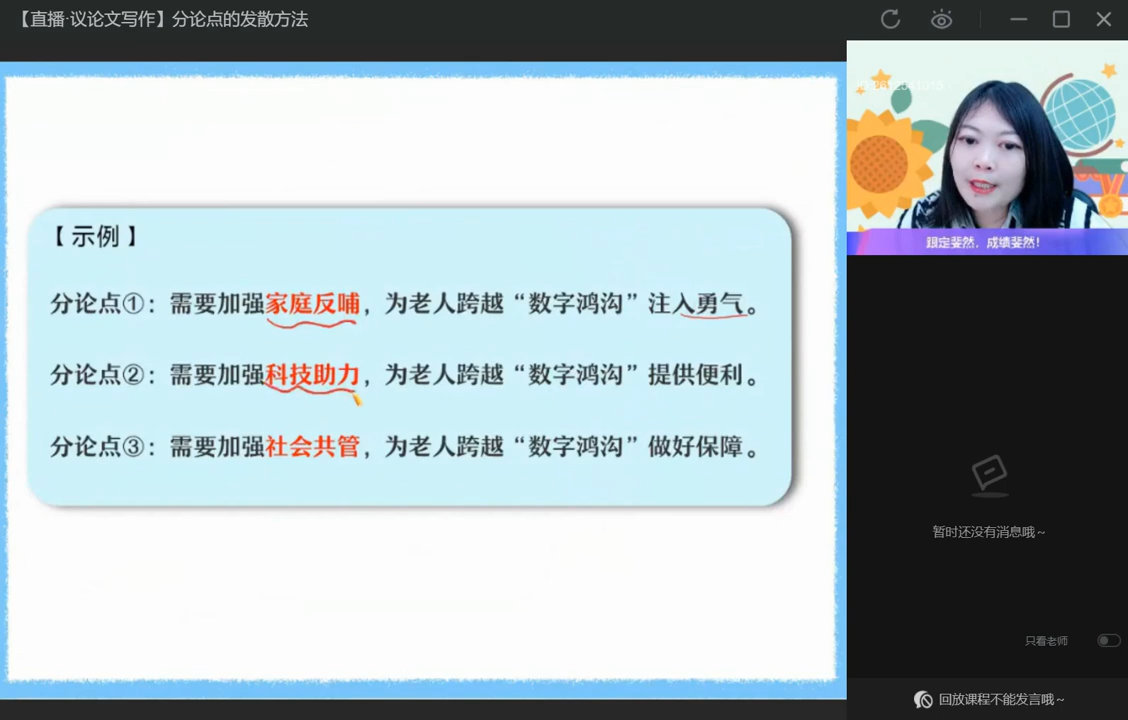 【直播·议论文写作】分论点的发散方法
【示例】
分论点①：需要加强家庭反哺，为老人跨越“数字鸿沟”注入勇气。
分论点②：需要加强科技助力，为老人跨越“数字鸿沟”提供便利。
分论点③：需要加强社会共管，为老人跨越“数字鸿沟”做好保障。
跟定斐然，成绩斐然！
暂时还没有消息哦～
只看老师
回放课程不能发言哦～